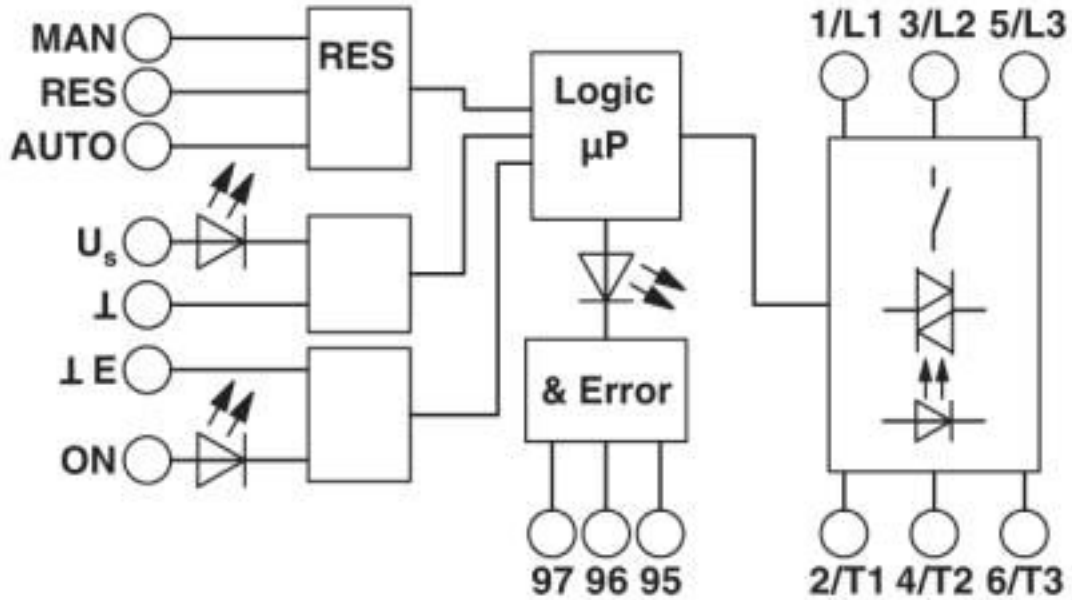 MAN
RES
AUTO
RES
Us
⊥
⊥ E
ON
Logic
µP
& Error
97 96 95
1/L1 3/L2 5/L3
2/T1 4/T2 6/T3